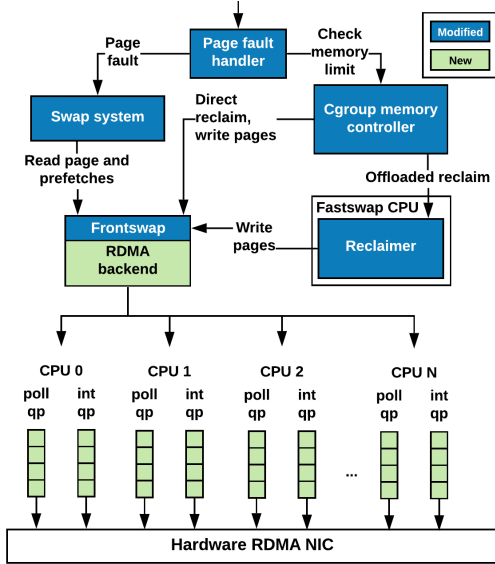 Page
fault
Page fault
handler
Check
memory
limit
Modified
New
Swap system
Direct
reclaim,
write pages
Cgroup memory
controller
Read page and
prefetches
Offloaded reclaim
Frontswap
RDMA
backend
Write
pages
Fastswap CPU
Reclaimer
CPU 0
CPU 1
CPU 2
CPU N
poll
qp
int
qp
poll
qp
int
qp
poll
qp
int
qp
...
poll
qp
int
qp
Hardware RDMA NIC